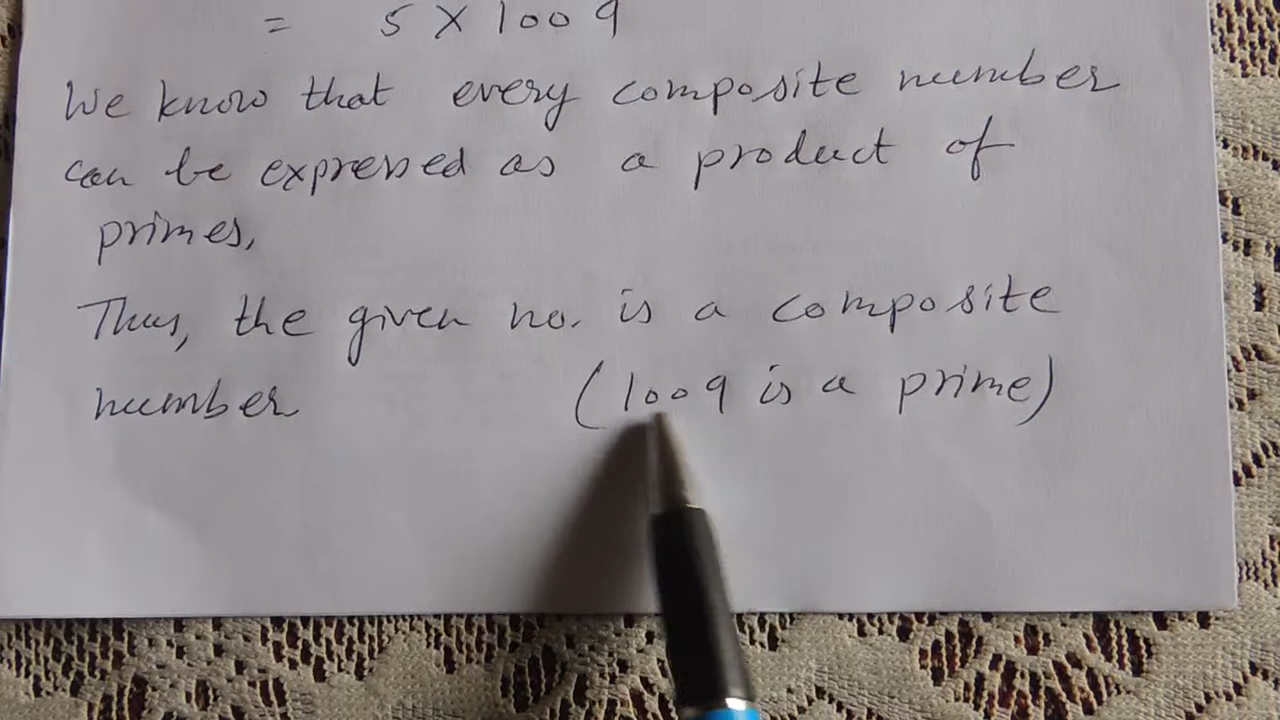 = 5 X 1009
We know that every composite number
can be expressed as a product of
primes,
Thus, the given no. is a composite
number (1009 is a prime)